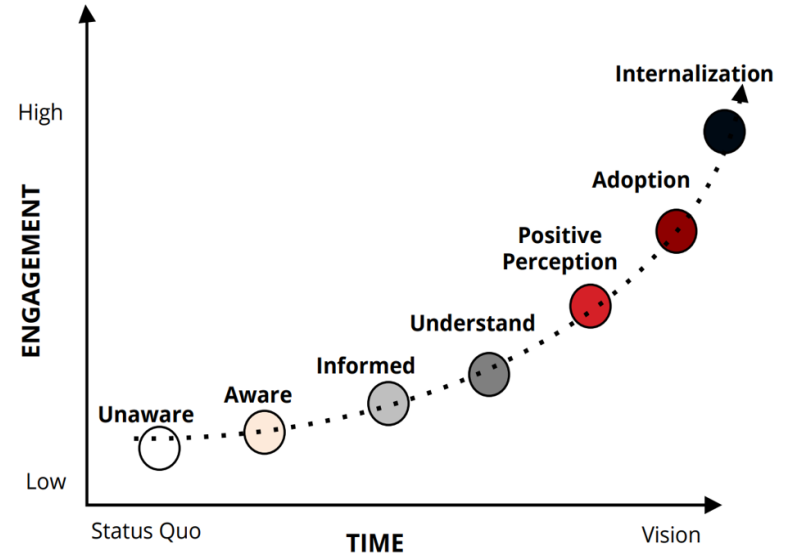 Internalization
High
Adoption
Positive
Perception
ENGAGEMENT
Understand
Informed
Aware
Unaware
Low
Status Quo
TIME
Vision